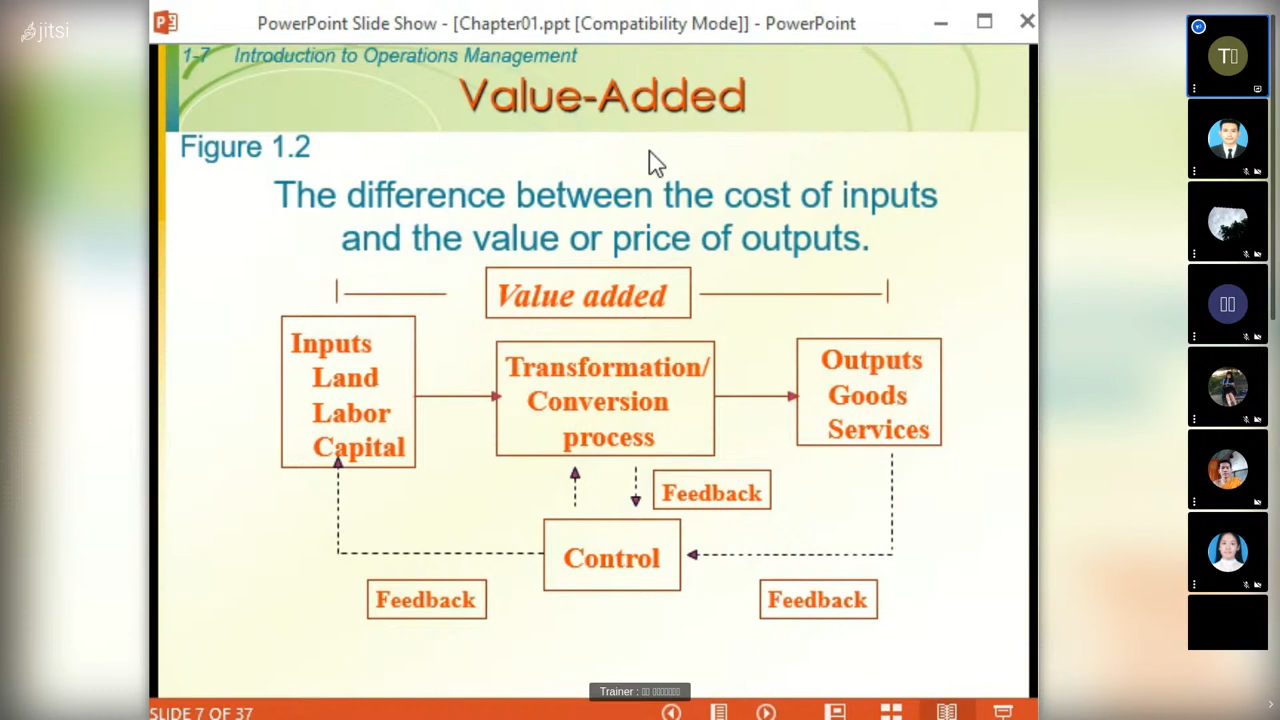 jitsi
PowerPoint Slide Show - [Chapter01.ppt [Compatibility Mode]] - PowerPoint
1-7 Introduction to Operations Management
Value-Added
Figure 1.2
The difference between the cost of inputs
and the value or price of outputs.
Value added
Inputs
Land
Labor
Capital
Transformation/
Conversion
process
Outputs
Goods
Services
Feedback
Control
Feedback
Feedback
Trainer :
SLIDE 7 OF 37
T